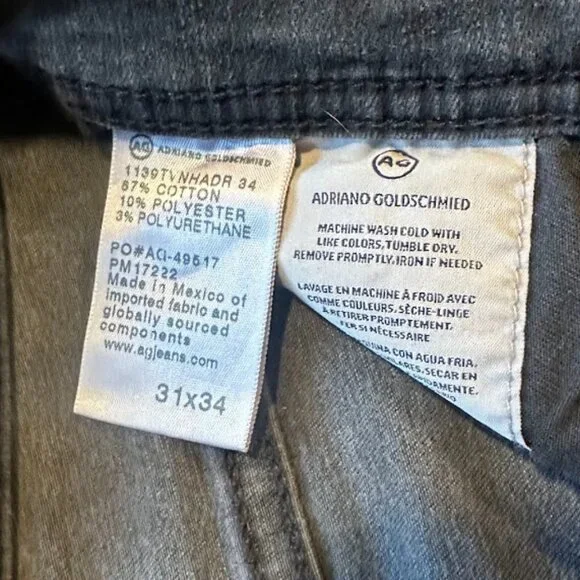 AG ADRIANO GOLDSCHMIED
1139TWNHADR 34
87% COTTON
10% POLYESTER
3% POLYURETHANE
PO#AG-49517
PM17222
Made in Mexico of
imported fabric and
globally sourced
components
www.agjeans.com
31x34
AG
ADRIANO GOLDSCHMIED
MACHINE WASH COLD WITH
LIKE COLORS, TUMBLE DRY.
REMOVE PROMPTLY. IRON IF NEEDED
LAVAGE EN MACHINE À FROID AVEC
COMME COULEURS. SÈCHE-LINGE
À RETIRER PROMPTEMENT.
FER SI NÉCESSAIRE
CON AGUA FRIA,
SECAR EN